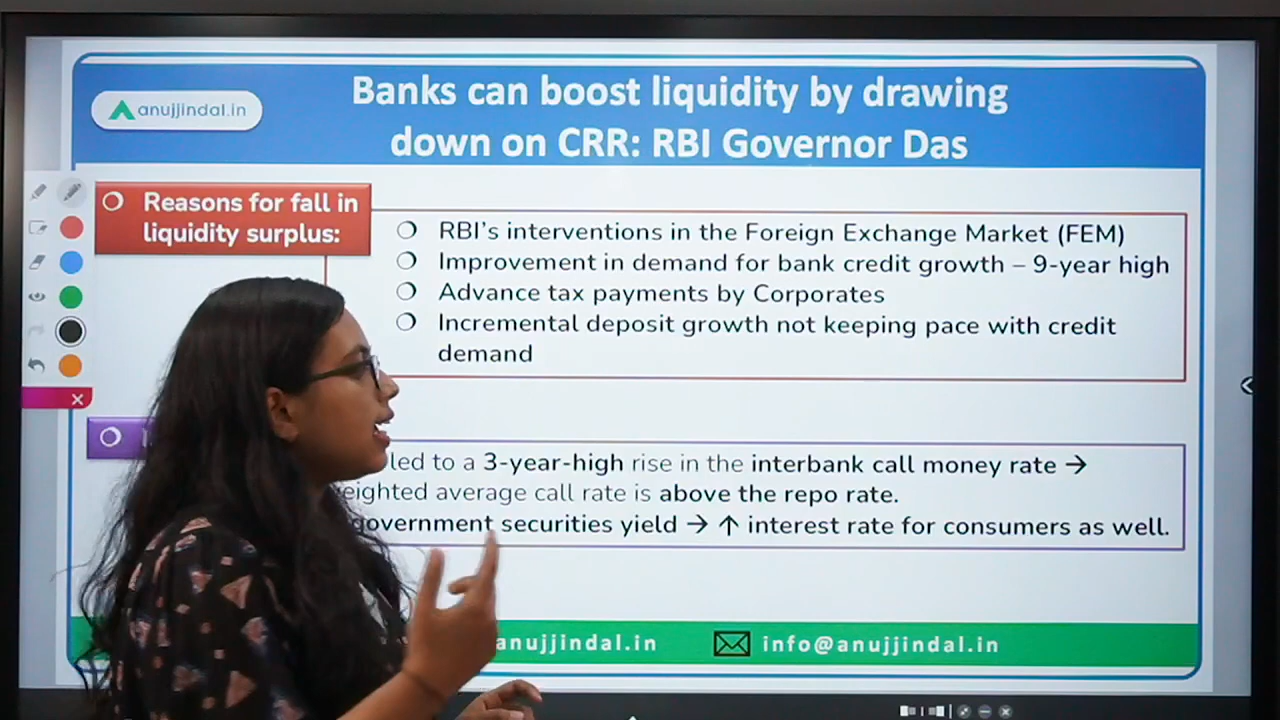 Banks can boost liquidity by drawing
down on CRR: RBI Governor Das
anujjindal.in
Reasons for fall in
liquidity surplus:
RBI's interventions in the Foreign Exchange Market (FEM)
Improvement in demand for bank credit growth – 9-year high
Advance tax payments by Corporates
Incremental deposit growth not keeping pace with credit
demand
led to a 3-year-high rise in the interbank call money rate →
average call rate is above the repo rate.
government securities yield → ↑ interest rate for consumers as well.
anujjindal.in
info@anujjindal.in